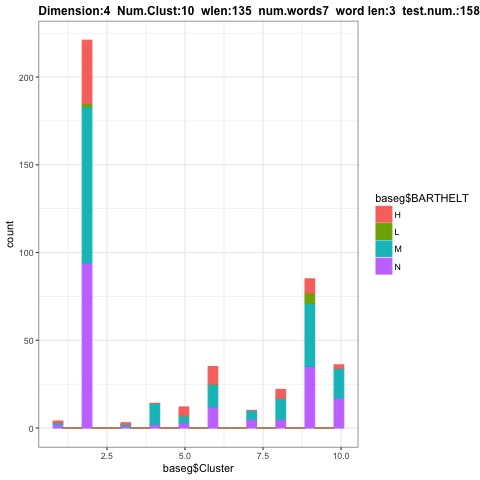 Dimension:4 Num.Clust:10 wlen:135 num.words7 word len:3 test.num.:158
200
150
100
50
0
count
2.5 5.0 7.5 10.0
baseg$Cluster
baseg$BARTHELT
H
L
M
N